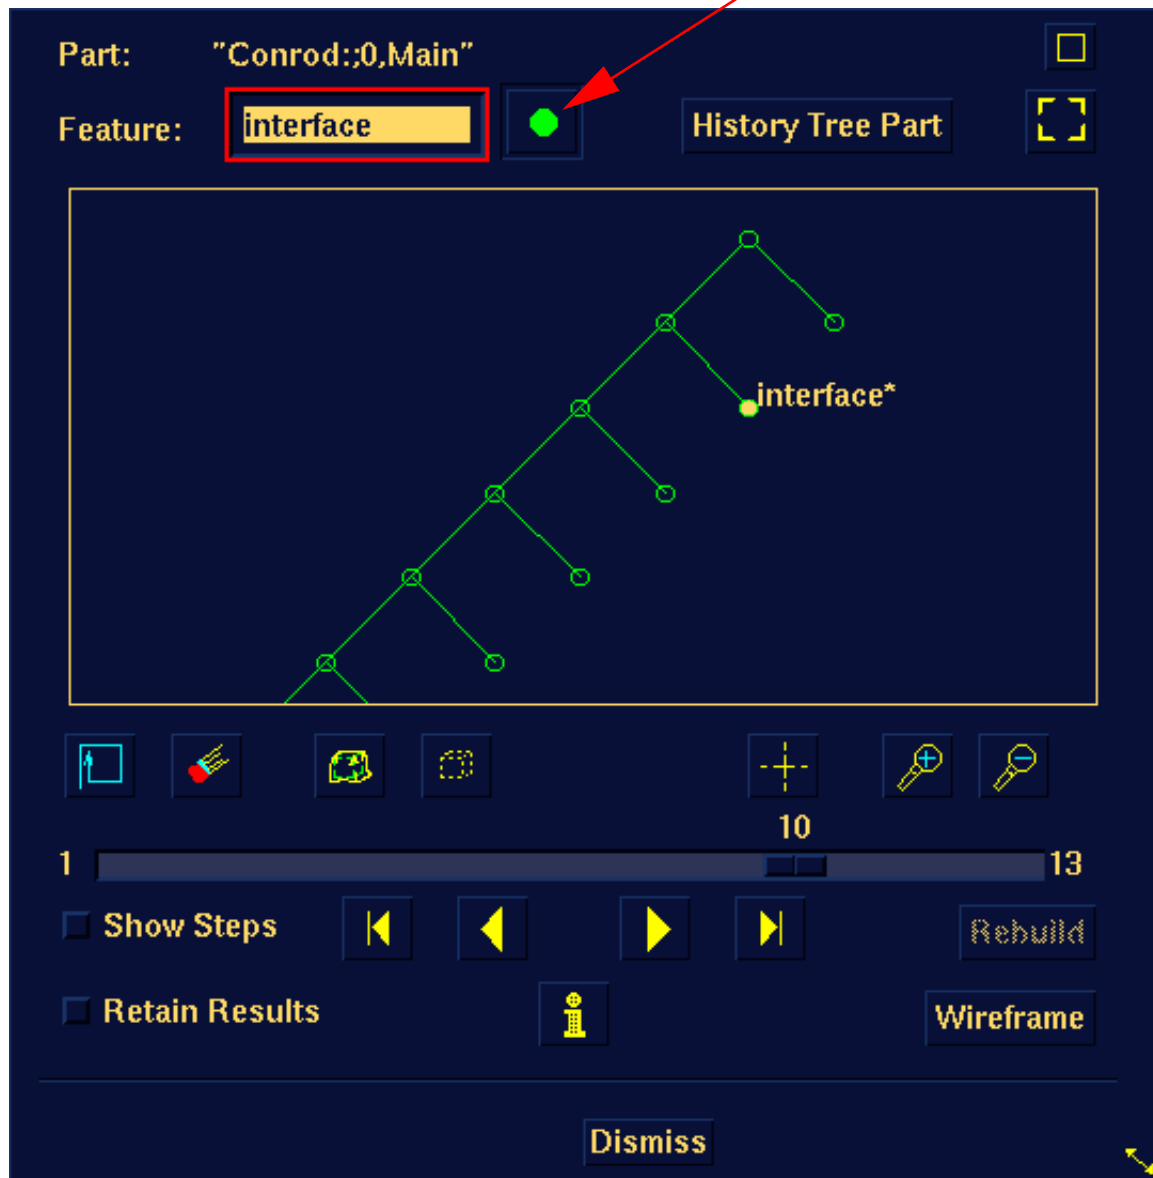 Part: "Conrod:;0,Main"
Feature: interface History Tree Part
interface*
10
1 13
Show Steps Rebuild
Retain Results Wireframe
Dismiss